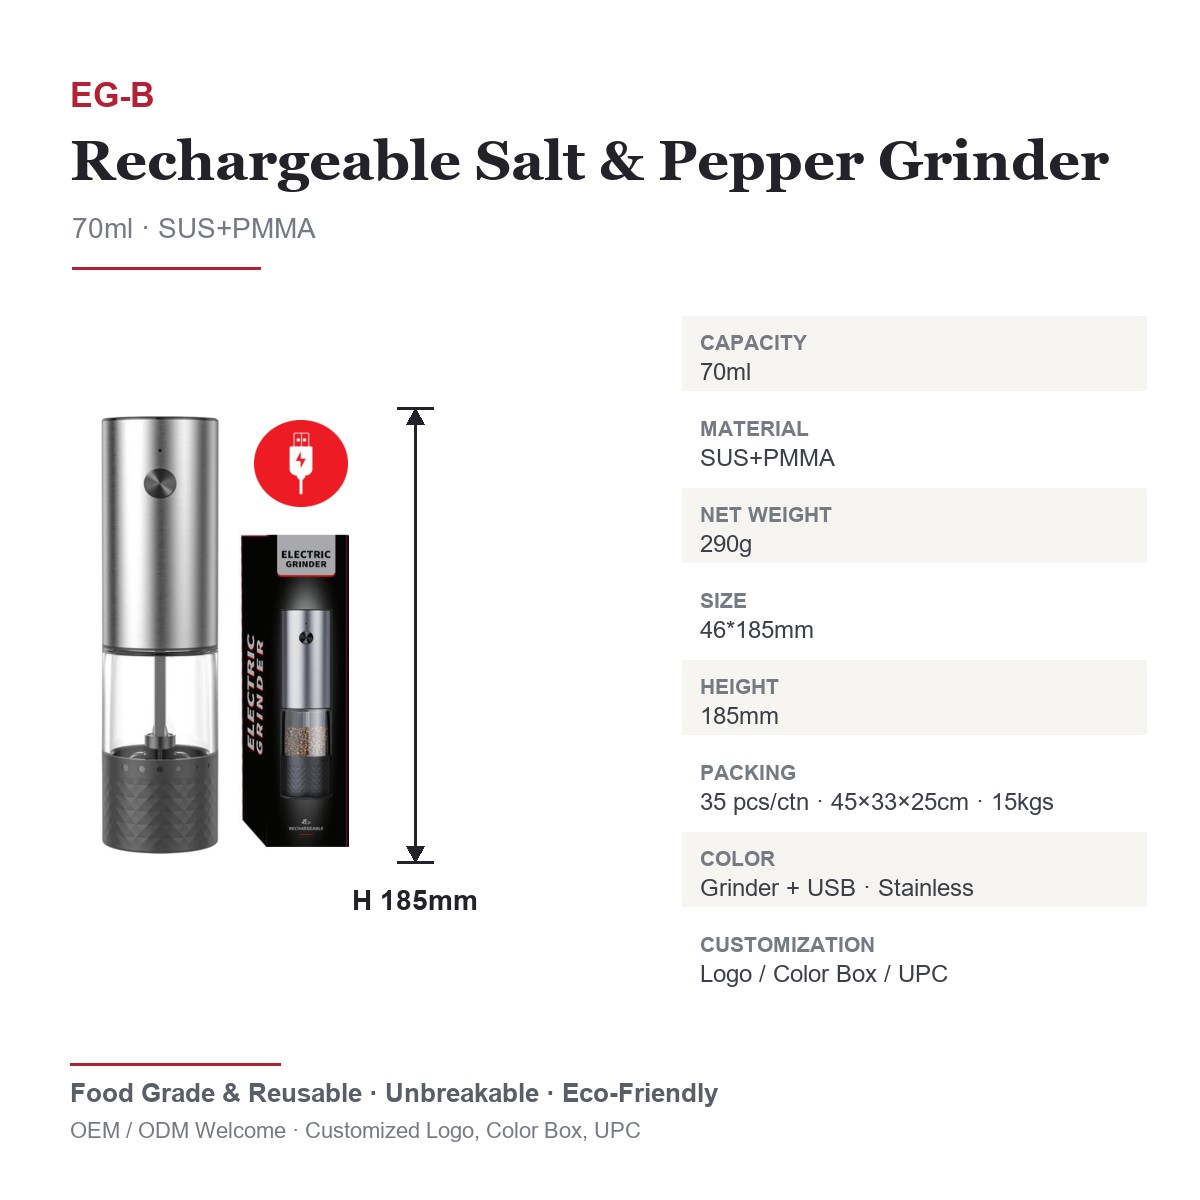 EG-B
Rechargeable Salt & Pepper Grinder
70ml · SUS+PMMA
ELECTRIC
GRINDER
ELECTRIC
GRINDER
RECHARGEABLE
H 185mm
CAPACITY
70ml
MATERIAL
SUS+PMMA
NET WEIGHT
290g
SIZE
46*185mm
HEIGHT
185mm
PACKING
35 pcs/ctn · 45×33×25cm · 15kgs
COLOR
Grinder + USB · Stainless
CUSTOMIZATION
Logo / Color Box / UPC
Food Grade & Reusable · Unbreakable · Eco-Friendly
OEM / ODM Welcome · Customized Logo, Color Box, UPC